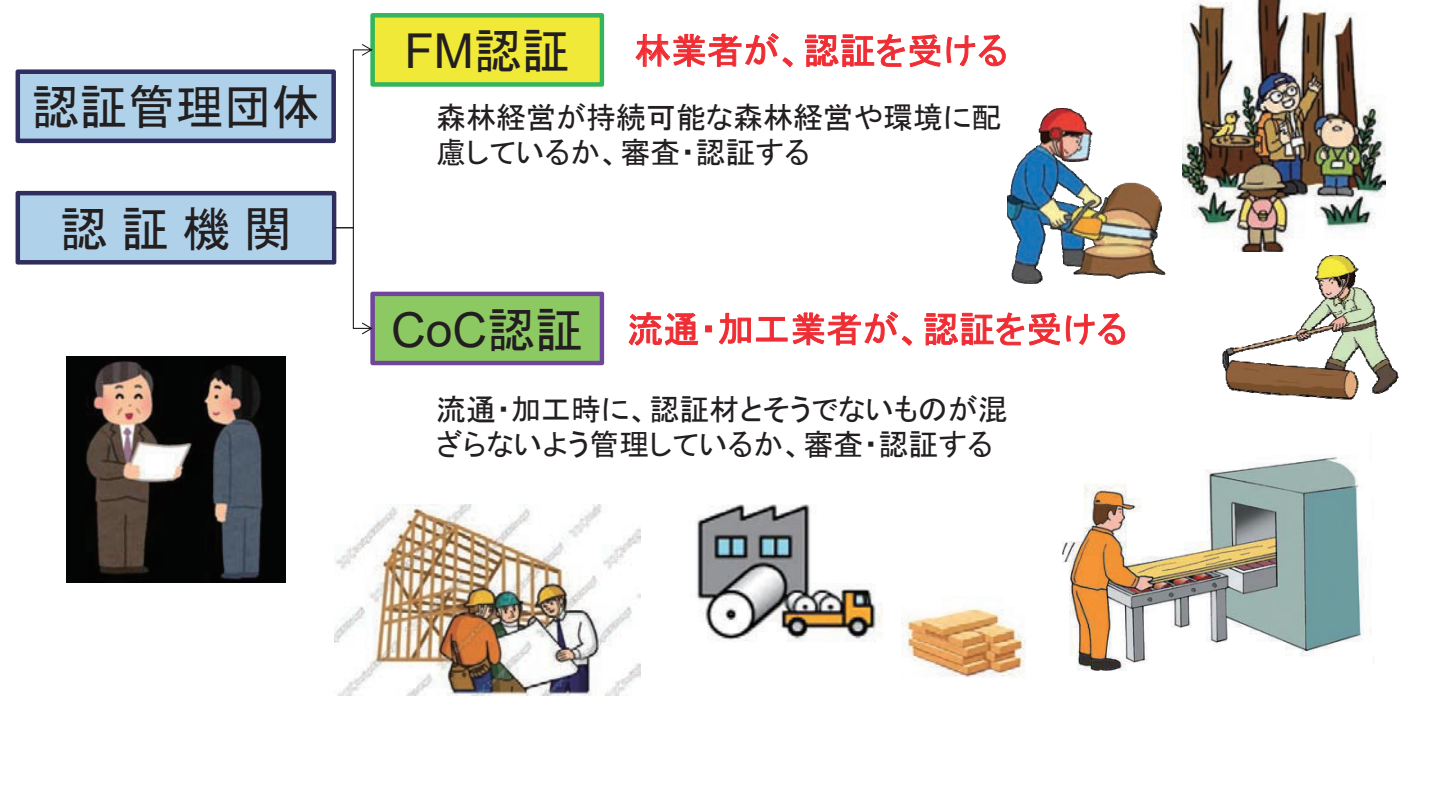 認証管理団体
認証機関
FM認証
林業者が、認証を受ける
森林経営が持続可能な森林経営や環境に配
慮しているか、審査・認証する
CoC認証
流通・加工業者が、認証を受ける
流通・加工時に、認証材とそうでないものが混
ざらないよう管理しているか、審査・認証する